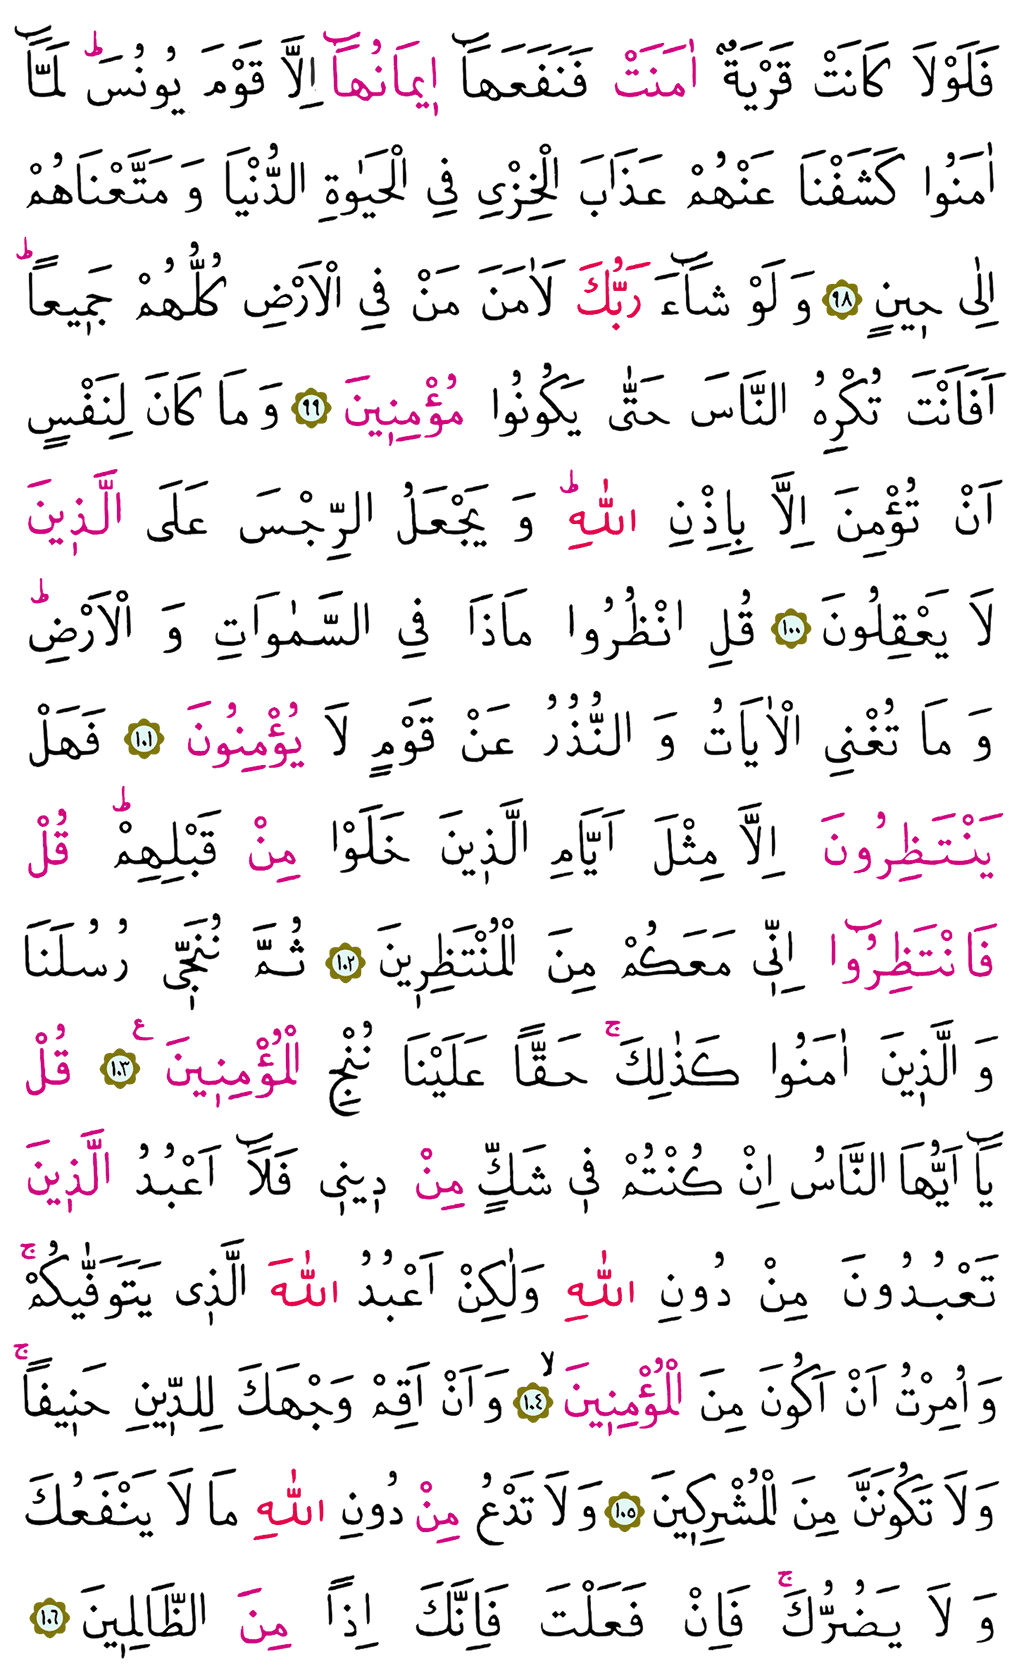 فَلَوْلَا كَانَتْ قَرْيَةٌ اٰمَنَتْ فَنَفَعَهَٓا ا۪يمَانُهَٓا اِلَّا قَوْمَ يُونُسَ ؕ لَمَّٓا
اٰمَنُوا كَشَفْنَا عَنْهُمْ عَذَابَ الْخِزْيِ فِي الْحَيٰوةِ الدُّنْيَا وَ مَتَّعْنَاهُمْ
اِلٰى ح۪ينٍ ﴿٩٨﴾ وَ لَوْ شَٓاءَ رَبُّكَ لَاٰمَنَ مَنْ فِي الْاَرْضِ كُلُّهُمْ جَم۪يعاًؕ
اَفَاَنْتَ تُكْرِهُ النَّاسَ حَتّٰى يَكُونُوا مُؤْمِن۪ينَ ﴿٩٩﴾ وَ مَا كَانَ لِنَفْسٍ
اَنْ تُؤْمِنَ اِلَّا بِاِذْنِ اللّٰهِؕ وَ يَجْعَلُ الرِّجْسَ عَلَى الَّذ۪ينَ
لَا يَعْقِلُونَ ﴿١٠٠﴾ قُلِ انْظُرُوا مَاذَا فِي السَّمٰوَاتِ وَ الْاَرْضِؕ
وَ مَا تُغْنِي الْاٰيَاتُ وَ النُّذُرُ عَنْ قَوْمٍ لَا يُؤْمِنُونَ ﴿١٠١﴾ فَهَلْ
يَنْتَظِرُونَ اِلَّا مِثْلَ اَيَّامِ الَّذ۪ينَ خَلَوْا مِنْ قَبْلِهِمْؕ قُلْ
فَانْتَظِرُٓوا اِنّ۪ي مَعَكُمْ مِنَ الْمُنْتَظِر۪ينَ ﴿١٠٢﴾ ثُمَّ نُنَجّ۪ي رُسُلَنَا
وَ الَّذ۪ينَ اٰمَنُوا كَذٰلِكَۚ حَقًّا عَلَيْنَا نُنْجِ الْمُؤْمِن۪ينَ ع ﴿١٠٣﴾ قُلْ
يَٓا اَيُّهَا النَّاسُ اِنْ كُنْتُمْ ف۪ي شَكٍّ مِنْ د۪ين۪ي فَلَٓا اَعْبُدُ الَّذ۪ينَ
تَعْبُدُونَ مِنْ دُونِ اللّٰهِ وَلٰكِنْ اَعْبُدُ اللّٰهَ الَّذ۪ي يَتَوَفّٰيكُمْۚ
وَ اُمِرْتُ اَنْ اَكُونَ مِنَ الْمُؤْمِن۪ينَۙ ﴿١٠٤﴾ وَ اَنْ اَقِمْ وَجْهَكَ لِلدّ۪ينِ حَن۪يفاًۚ
وَلَا تَكُونَنَّ مِنَ الْمُشْرِك۪ينَ ﴿١٠٥﴾ وَ لَا تَدْعُ مِنْ دُونِ اللّٰهِ مَا لَا يَنْفَعُكَ
وَ لَا يَضُرُّكَۚ فَاِنْ فَعَلْتَ فَاِنَّكَ اِذاً مِنَ الظَّالِم۪ينَ ﴿١٠٦﴾